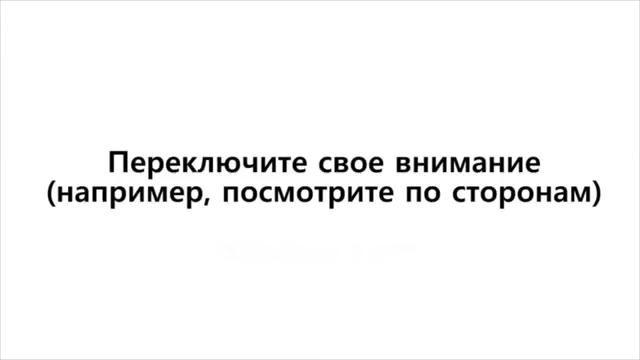 Переключите свое внимание
(например, посмотрите по сторонам)